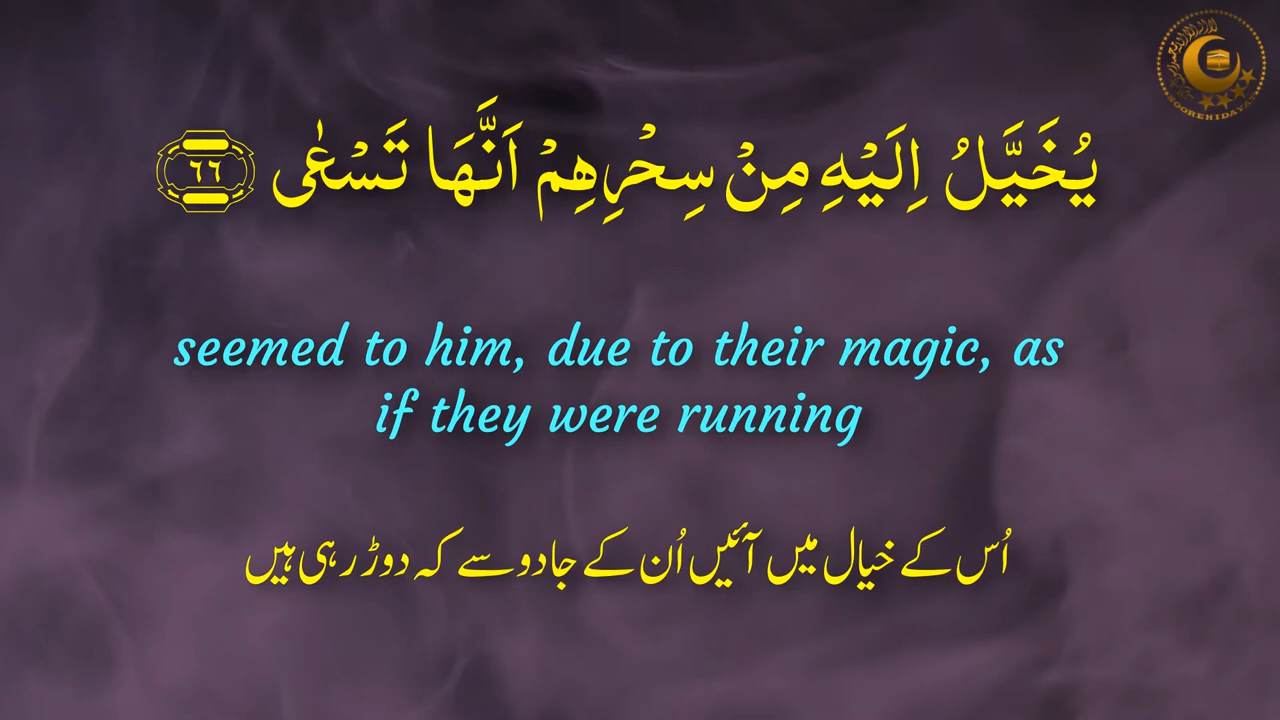 يُخَيَّلُ اِلَيْهِ مِنْ سِحْرِهِمْ اَنَّهَا تَسْعٰى ٦٦
seemed to him, due to their magic, as
if they were running
اُس کے خیال میں آئیں اُن کے جادو سے کہ دوڑ رہی ہیں
NOOREHIDAYAT